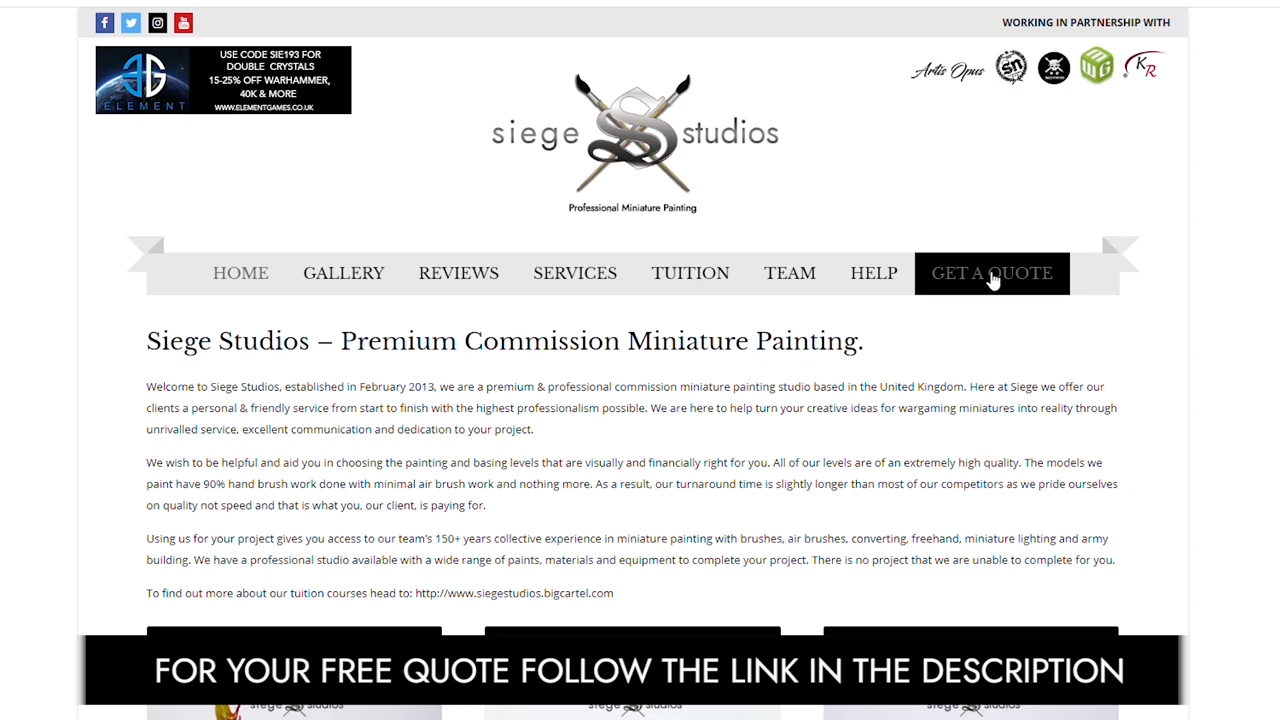 WORKING IN PARTNERSHIP WITH
USE CODE SIE193 FOR
DOUBLE CRYSTALS
15-25% OFF WARHAMMER,
40K & MORE
WWW.ELEMENTGAMES.CO.UK
ELEMENT
Artis Opus
sn
WG
KR
siege S studios
Professional Miniature Painting
HOME GALLERY REVIEWS SERVICES TUITION TEAM HELP GET A QUOTE
Siege Studios – Premium Commission Miniature Painting.
Welcome to Siege Studios, established in February 2013, we are a premium & professional commission miniature painting studio based in the United Kingdom. Here at Siege we offer our
clients a personal & friendly service from start to finish with the highest professionalism possible. We are here to help turn your creative ideas for wargaming miniatures into reality through
unrivalled service, excellent communication and dedication to your project.
We wish to be helpful and aid you in choosing the painting and basing levels that are visually and financially right for you. All of our levels are of an extremely high quality. The models we
paint have 90% hand brush work done with minimal air brush work and nothing more. As a result, our turnaround time is slightly longer than most of our competitors as we pride ourselves
on quality not speed and that is what you, our client, is paying for.
Using us for your project gives you access to our team's 150+ years collective experience in miniature painting with brushes, air brushes, converting, freehand, miniature lighting and army
building. We have a professional studio available with a wide range of paints, materials and equipment to complete your project. There is no project that we are unable to complete for you.
To find out more about our tuition courses head to: http://www.siegestudios.bigcartel.com
FOR YOUR FREE QUOTE FOLLOW THE LINK IN THE DESCRIPTION